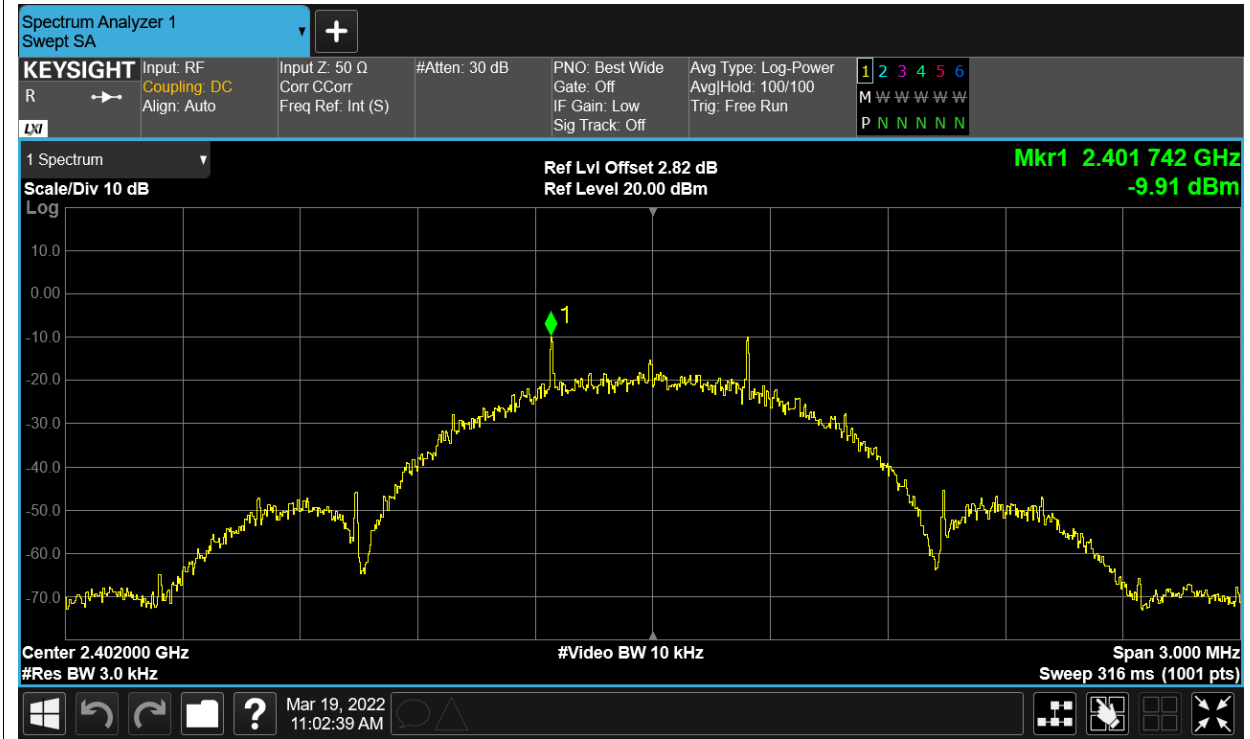 Spectrum Analyzer 1
Swept SA
+
KEYSIGHT
R
LXI
Input: RF
Coupling: DC
Align: Auto
Input Z: 50 Ω
Corr CCorr
Freq Ref: Int (S)
#Atten: 30 dB
PNO: Best Wide
Gate: Off
IF Gain: Low
Sig Track: Off
Avg Type: Log-Power
Avg|Hold: 100/100
Trig: Free Run
1 2 3 4 5 6
M W W W W W W
P N N N N N N
1 Spectrum
Scale/Div 10 dB
Ref Lvl Offset 2.82 dB
Ref Level 20.00 dBm
Mkr1 2.401 742 GHz
-9.91 dBm
Log
10.0
0.00
-10.0
-20.0
-30.0
-40.0
-50.0
-60.0
-70.0
1
Center 2.402000 GHz
#Video BW 10 kHz
Span 3.000 MHz
#Res BW 3.0 kHz
Sweep 316 ms (1001 pts)
?
Mar 19, 2022
11:02:39 AM